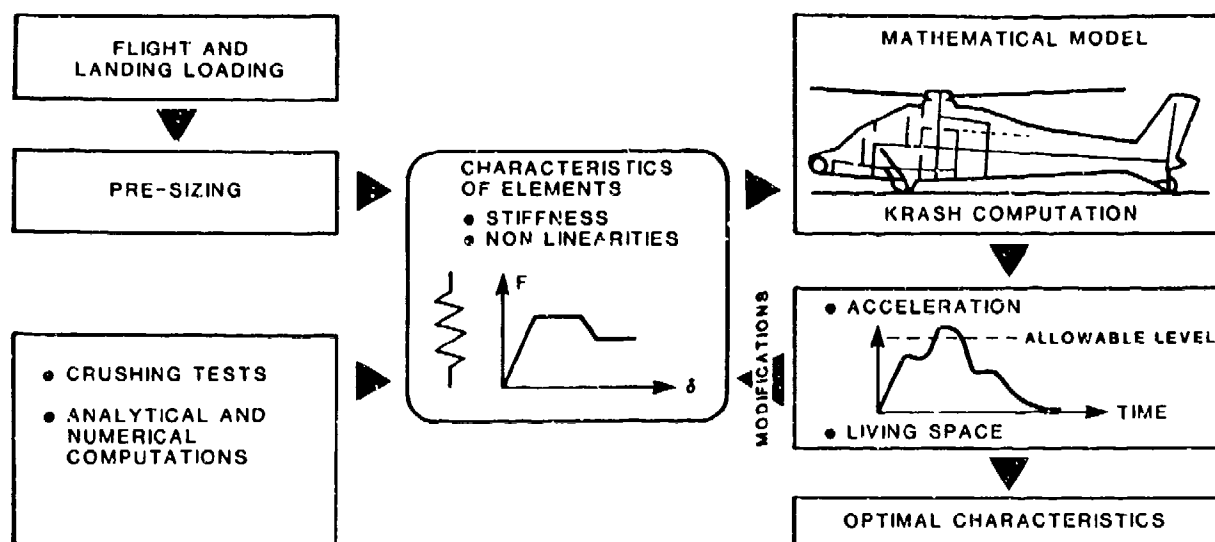 FLIGHT AND
LANDING LOADING
PRE-SIZING
● CRUSHING TESTS
● ANALYTICAL AND
NUMERICAL
COMPUTATIONS
CHARACTERISTICS
OF ELEMENTS
● STIFFNESS
● NON LINEARITIES
F
δ
MATHEMATICAL MODEL
KRASH COMPUTATION
MODIFICATIONS
● ACCELERATION
ALLOWABLE LEVEL
TIME
● LIVING SPACE
OPTIMAL CHARACTERISTICS